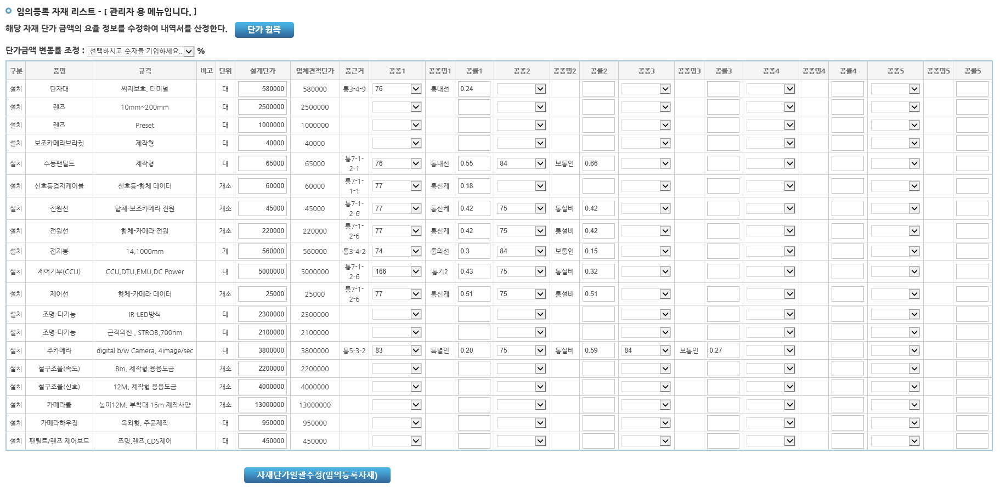 임의등록 자재 리스트 - [ 관리자 용 메뉴입니다. ]
해당 자재 단가 금액의 요율 정보를 수정하여 내역서를 산정한다. 단가 원복
단가금액 변동률 조정 : 선택하시고 숫자를 기입하세요.. %
구분 품명 규격 비고 단위 설계단가 업체견적단가 품근거 공종1 공종명1 공률1 공종2 공종명2 공률2 공종3 공종명3 공률3 공종4 공종명4 공률4 공종5 공종명5 공률5
설치 단자대 써지보호, 터미널 대 580000 580000 통3-4-9 76 통내선 0.24
설치 렌즈 10mm~200mm 대 2500000 2500000
설치 렌즈 Preset 대 1000000 1000000
설치 보조카메라브라켓 제작형 대 40000 40000
설치 수동팬틸트 제작형 대 65000 65000 통7-1-2-1 76 통내선 0.55 84 보통인 0.66
설치 신호등검지케이블 신호등-함체 데이터 개소 60000 60000 통7-1-1-1 77 통신케 0.18
설치 전원선 함체-보조카메라 전원 개소 45000 45000 통7-1-2-6 77 통신케 0.42 75 통설비 0.42
설치 전원선 함체-카메라 전원 개소 220000 220000 통7-1-2-6 77 통신케 0.42 75 통설비 0.42
설치 접지봉 14,1000mm 개 560000 560000 통3-4-2 74 통외선 0.3 84 보통인 0.15
설치 제어기부(CCU) CCU,DTU,EMU,DC Power 대 5000000 5000000 통7-1-2-6 166 통기2 0.43 75 통설비 0.32
설치 제어선 함체-카메라 데이터 개소 25000 25000 통7-1-2-6 77 통신케 0.51 75 통설비 0.51
설치 조명-다기능 IR-LED방식 대 2300000 2300000
설치 조명-다기능 근적외선 , STROB,700nm 대 2100000 2100000
설치 주카메라 digital b/w Camera, 4image/sec 대 3800000 3800000 통5-3-2 83 특별인 0.20 75 통설비 0.59 84 보통인 0.27
설치 철구조물(속도) 8m, 제작형 용융도금 개소 2200000 2200000
설치 철구조물(신호) 12M, 제작형 용융도금 개소 4000000 4000000
설치 카메라폴 높이12M, 부착대 15m 제작사양 개소 13000000 13000000
설치 카메라하우징 옥외형, 주문제작 대 950000 950000
설치 팬틸트/렌즈 제어보드 조명,렌즈,CDS제어 대 450000 450000
자재단가일괄수정(임의등록자재)